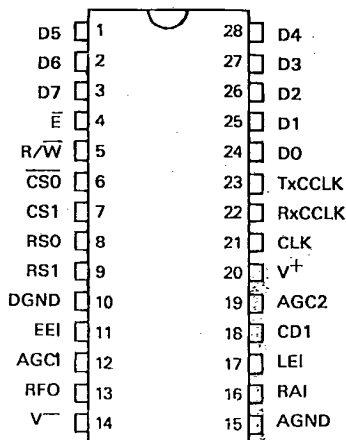 D5 1 28 D4
D6 2 27 D3
D7 3 26 D2
E̅ 4 25 D1
R/W̅ 5 24 D0
C̅S̅0̅ 6 23 TxCCLK
CS1 7 22 RxCCLK
RS0 8 21 CLK
RS1 9 20 V+
DGND 10 19 AGC2
EEI 11 18 CD1
AGC1 12 17 LEI
RFO 13 16 RAI
V— 14 15 AGND